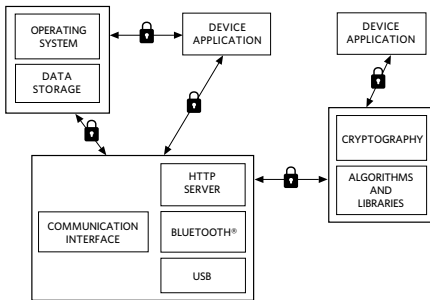 OPERATING
SYSTEM
DATA
STORAGE
DEVICE
APPLICATION
DEVICE
APPLICATION
CRYPTOGRAPHY
ALGORITHMS
AND
LIBRARIES
COMMUNICATION
INTERFACE
HTTP
SERVER
BLUETOOTH®
USB